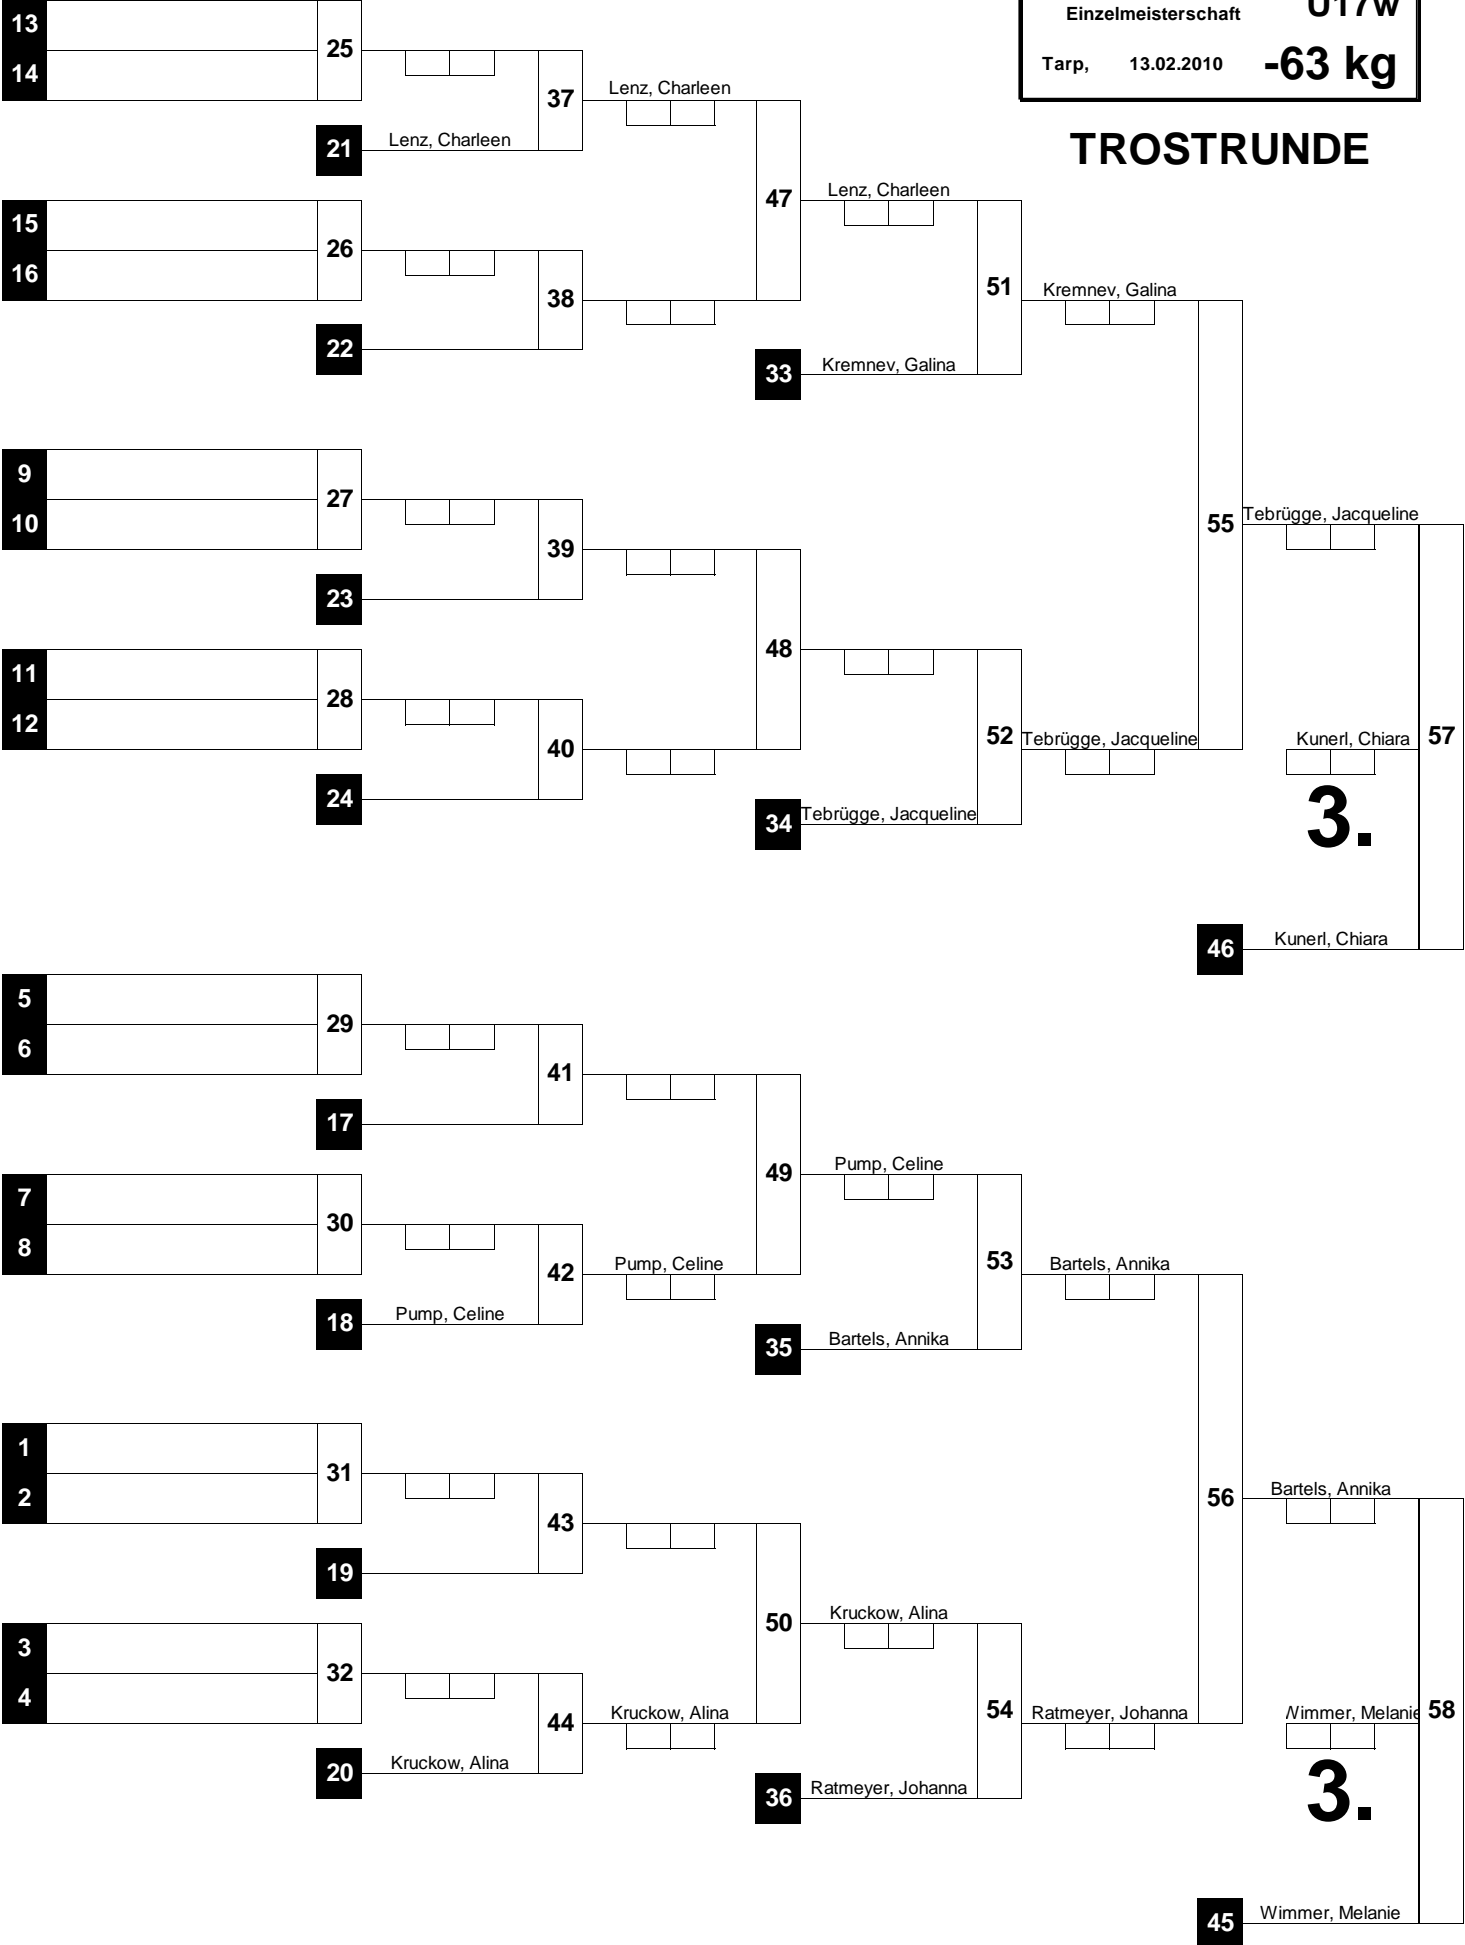 U17w
Einzelmeisterschaft
Tarp, 13.02.2010 -63 kg
TROSTRUNDE
13
25
14
37
Lenz, Charleen
21
Lenz, Charleen
47
Lenz, Charleen
15
26
16
38
22
51
Kremnev, Galina
33
Kremnev, Galina
9
27
10
39
23
55
Tebrügge, Jacqueline
11
28
12
40
24
48
52
Tebrügge, Jacqueline
34
Tebrügge, Jacqueline
Kunerl, Chiara
57
3.
46
Kunerl, Chiara
5
29
6
41
17
49
Pump, Celine
7
30
8
42
Pump, Celine
18
Pump, Celine
53
Bartels, Annika
35
Bartels, Annika
1
31
2
43
19
56
Bartels, Annika
50
Kruckow, Alina
3
32
4
44
Kruckow, Alina
20
Kruckow, Alina
54
Ratmeyer, Johanna
36
Ratmeyer, Johanna
Wimmer, Melanie
58
3.
45
Wimmer, Melanie